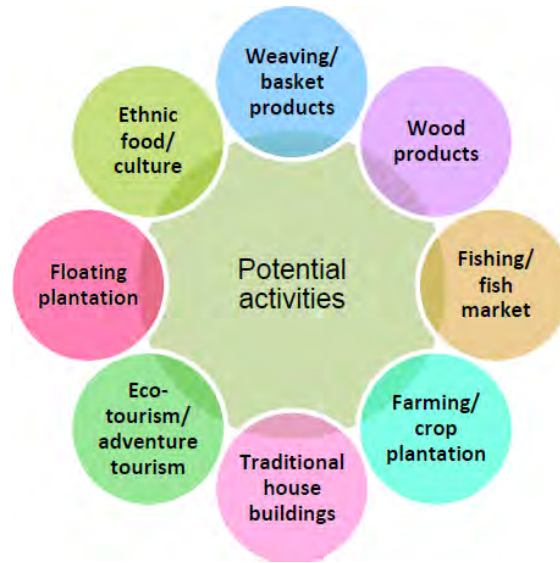 Weaving/
basket
products
Wood
products
Fishing/
fish
market
Farming/
crop
plantation
Traditional
house
buildings
Eco-
tourism/
adventure
tourism
Floating
plantation
Ethnic
food/
culture
Potential
activities